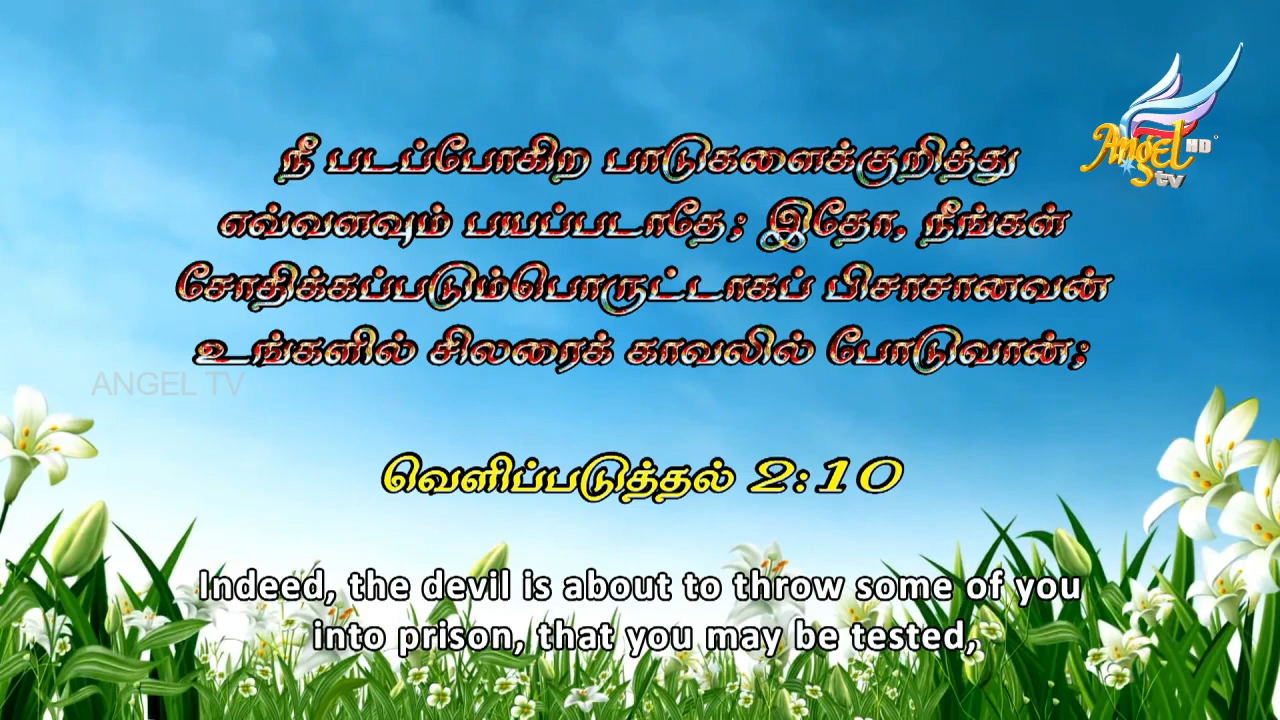 Angel HD
tv
நீ படப்போகிற பாடுகளைக்குறித்து
எவ்வளவும் பயப்படாதே; இதோ, நீங்கள்
சோதிக்கப்படும்பொருட்டாகப் பிசாசானவன்
உங்களில் சிலரைக் காவலில் போடுவான்;
ANGEL TV
வெளிப்படுத்தல் 2:10
Indeed, the devil is about to throw some of you
into prison, that you may be tested,